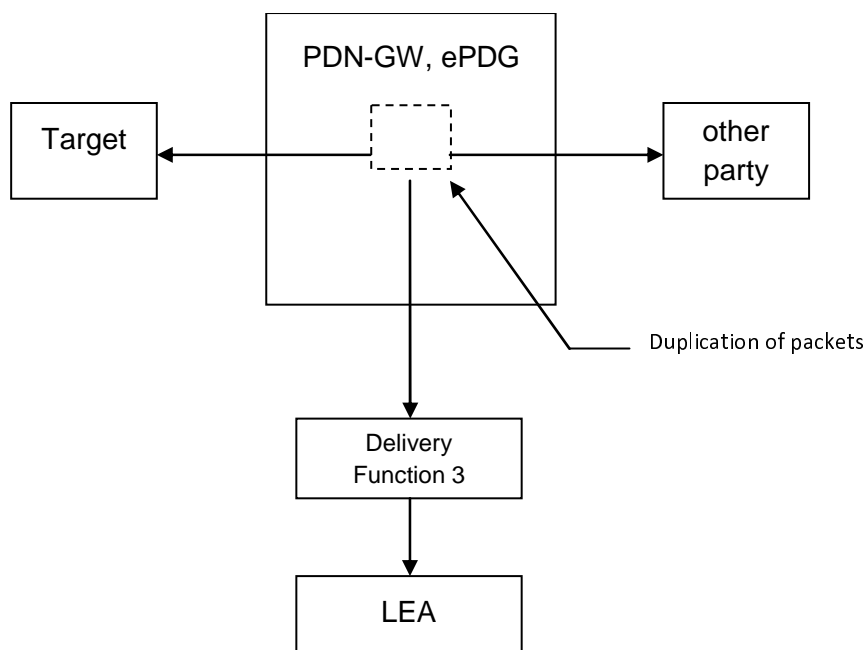 PDN-GW, ePDG
Target
other
party
Duplication of packets
Delivery
Function 3
LEA